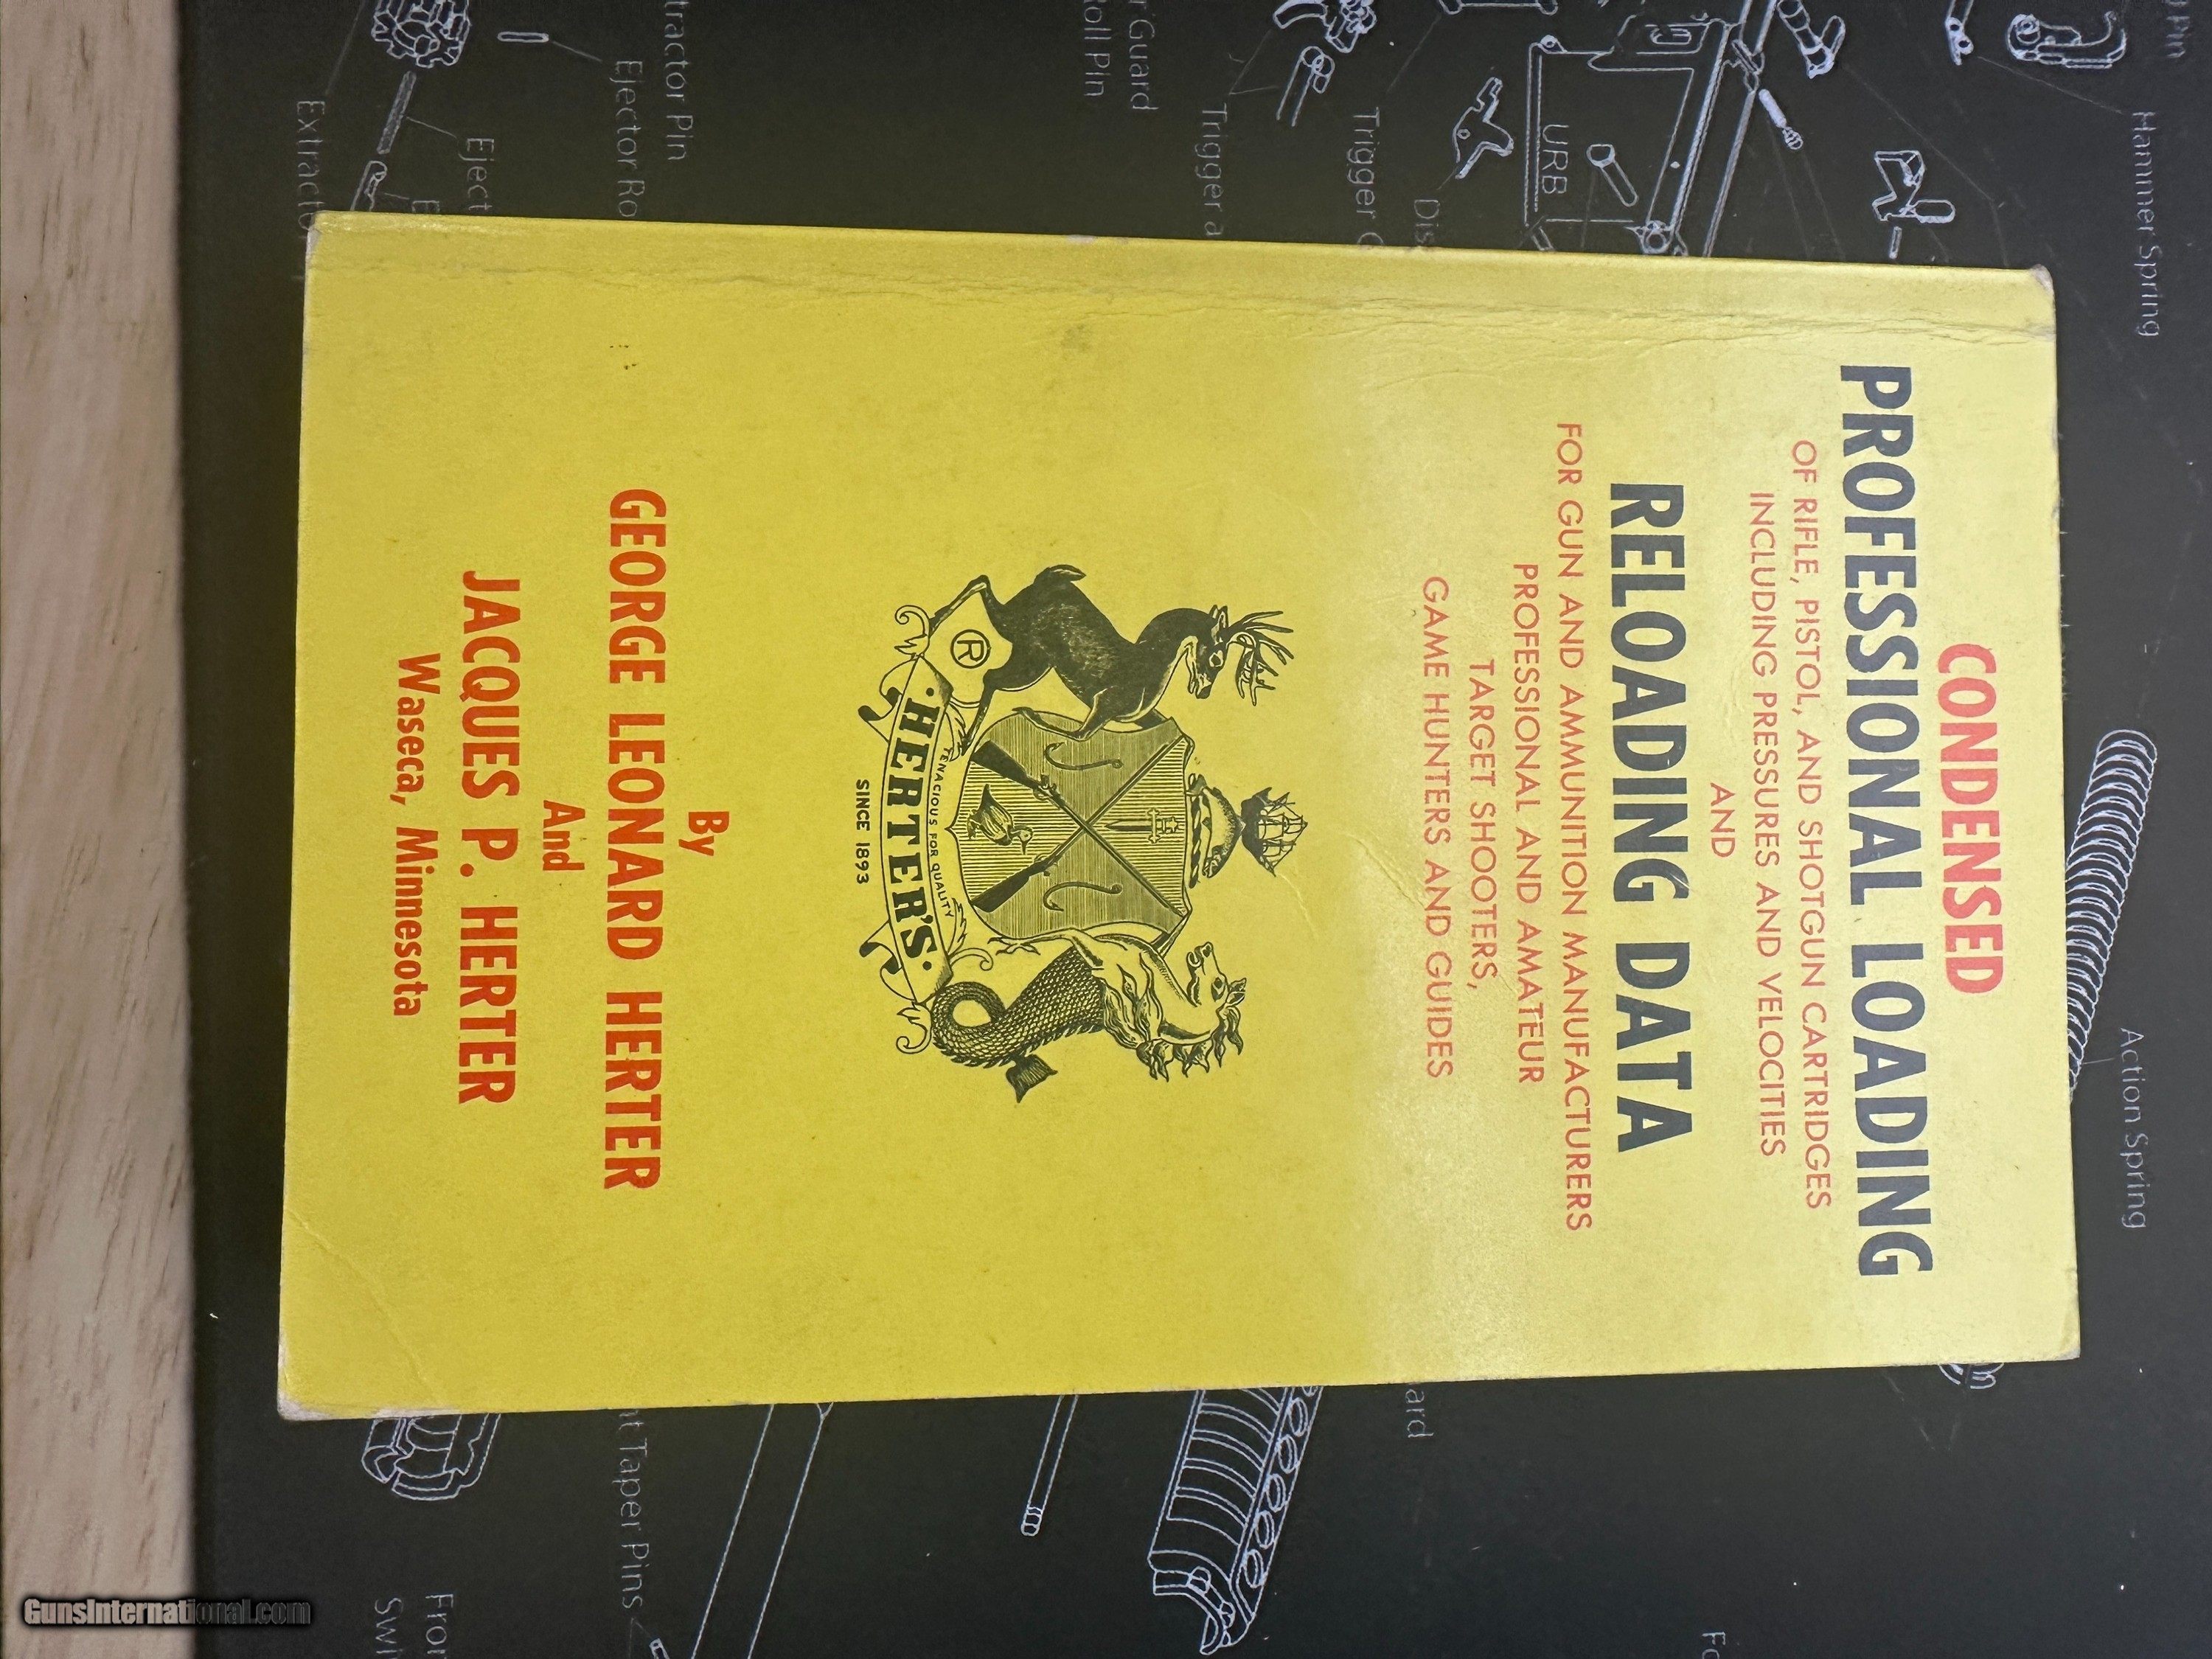 CONDENSED
PROFESSIONAL LOADING
OF RIFLE, PISTOL, AND SHOTGUN CARTRIDGES
INCLUDING PRESSURES AND VELOCITIES
AND
RELOADING DATA
FOR GUN AND AMMUNITION MANUFACTURERS
PROFESSIONAL AND AMATEUR
TARGET SHOOTERS,
GAME HUNTERS AND GUIDES
®
TENACIOUS FOR QUALITY
·HERTER'S·
SINCE 1893
By
GEORGE LEONARD HERTER
And
JACQUES P. HERTER
Waseca, Minnesota
Pin
Hammer Spring
Action Spring
URB
Trigger
Trigger
Guard
Roll Pin
Pin
Ejector
Taper Pins
ard
GunsInternational.com